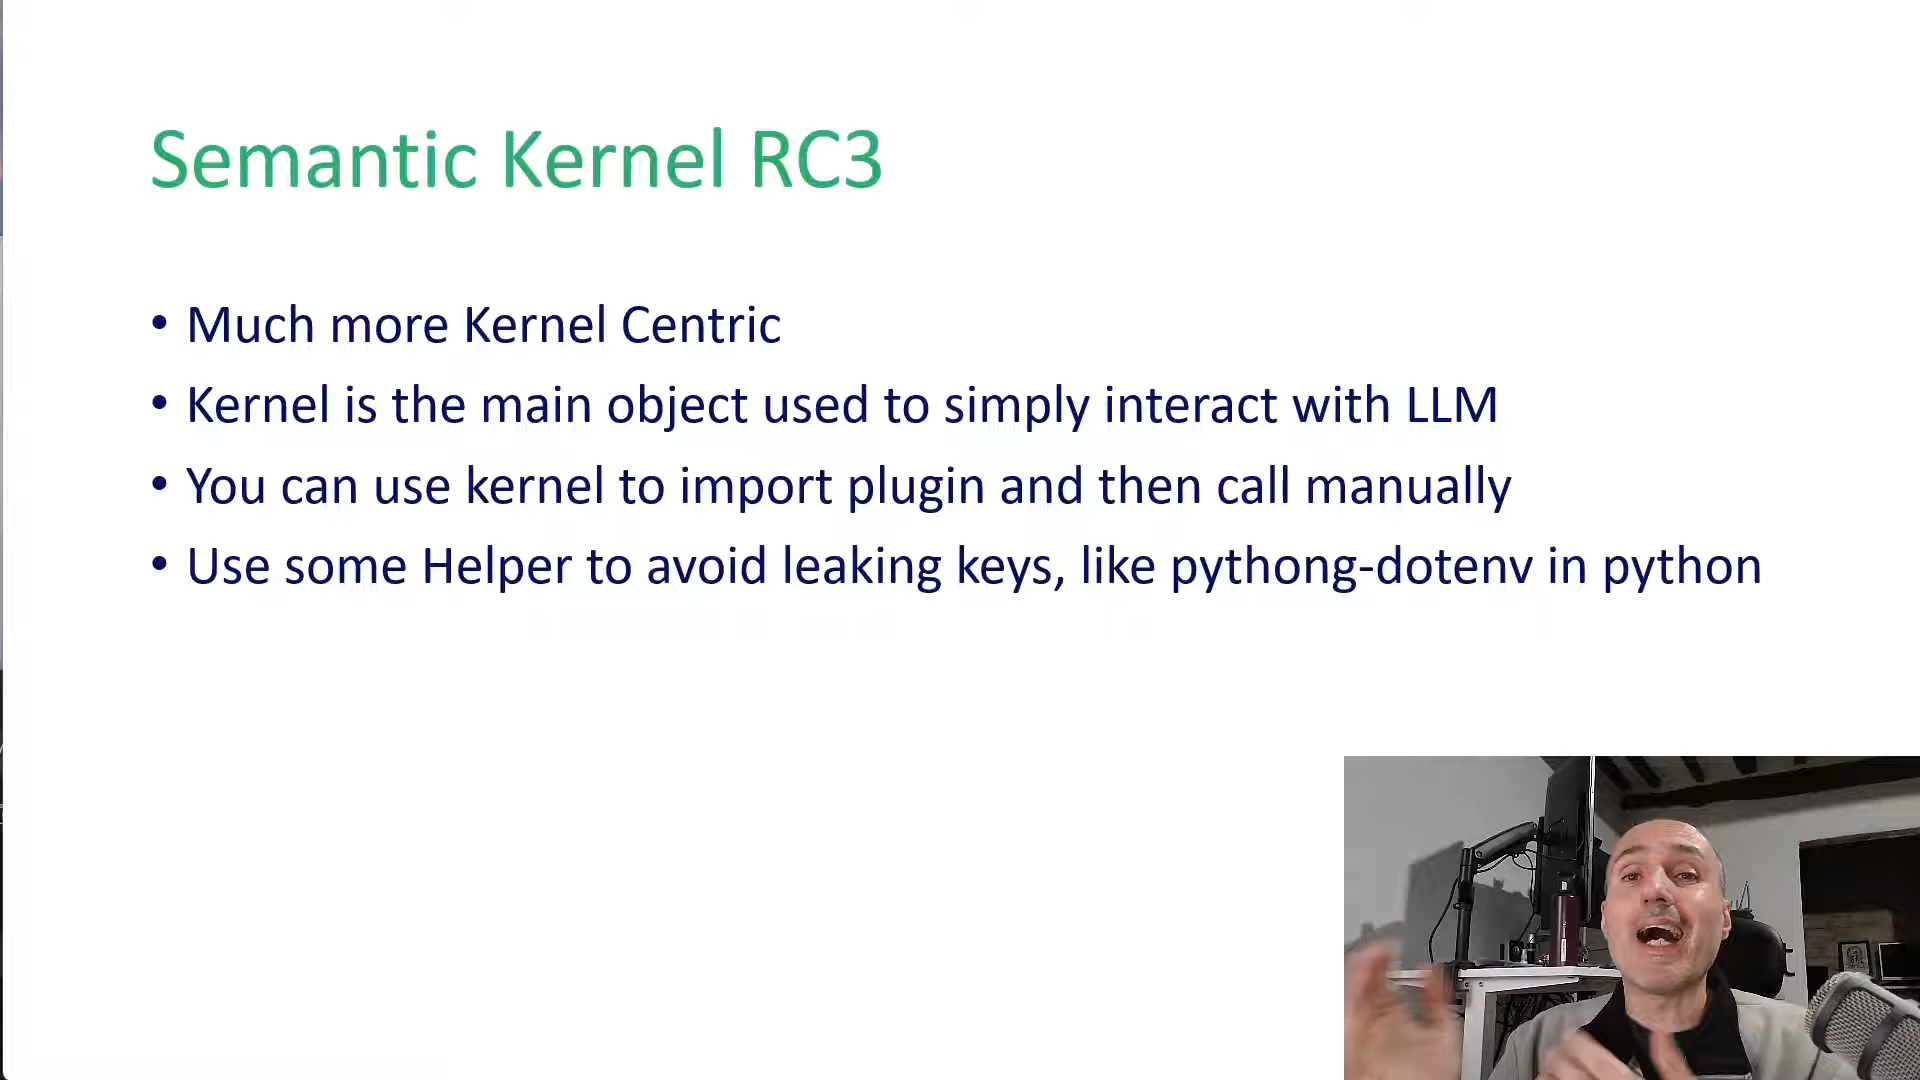 Semantic Kernel RC3
• Much more Kernel Centric
• Kernel is the main object used to simply interact with LLM
• You can use kernel to import plugin and then call manually
• Use some Helper to avoid leaking keys, like pythong-dotenv in python